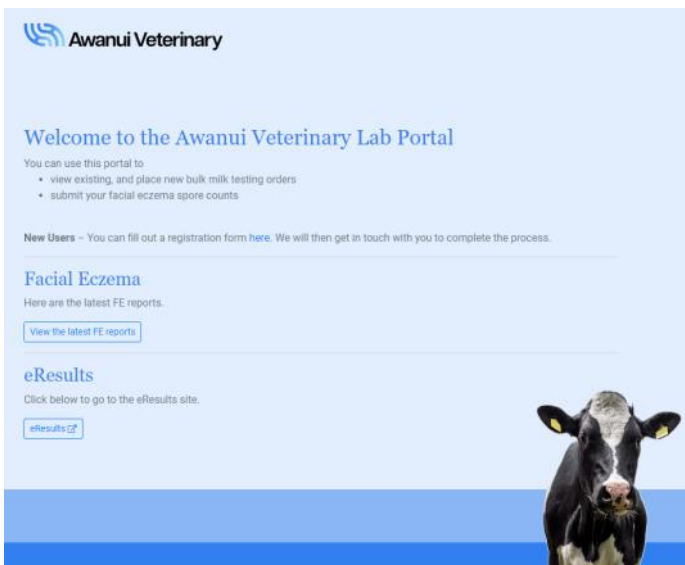 Awanui Veterinary
Welcome to the Awanui Veterinary Lab Portal
You can use this portal to
• view existing, and place new bulk milk testing orders
• submit your facial eczema spore counts
New Users – You can fill out a registration form here. We will then get in touch with you to complete the process.
Facial Eczema
Here are the latest FE reports.
View the latest FE reports
eResults
Click below to go to the eResults site.
eResults